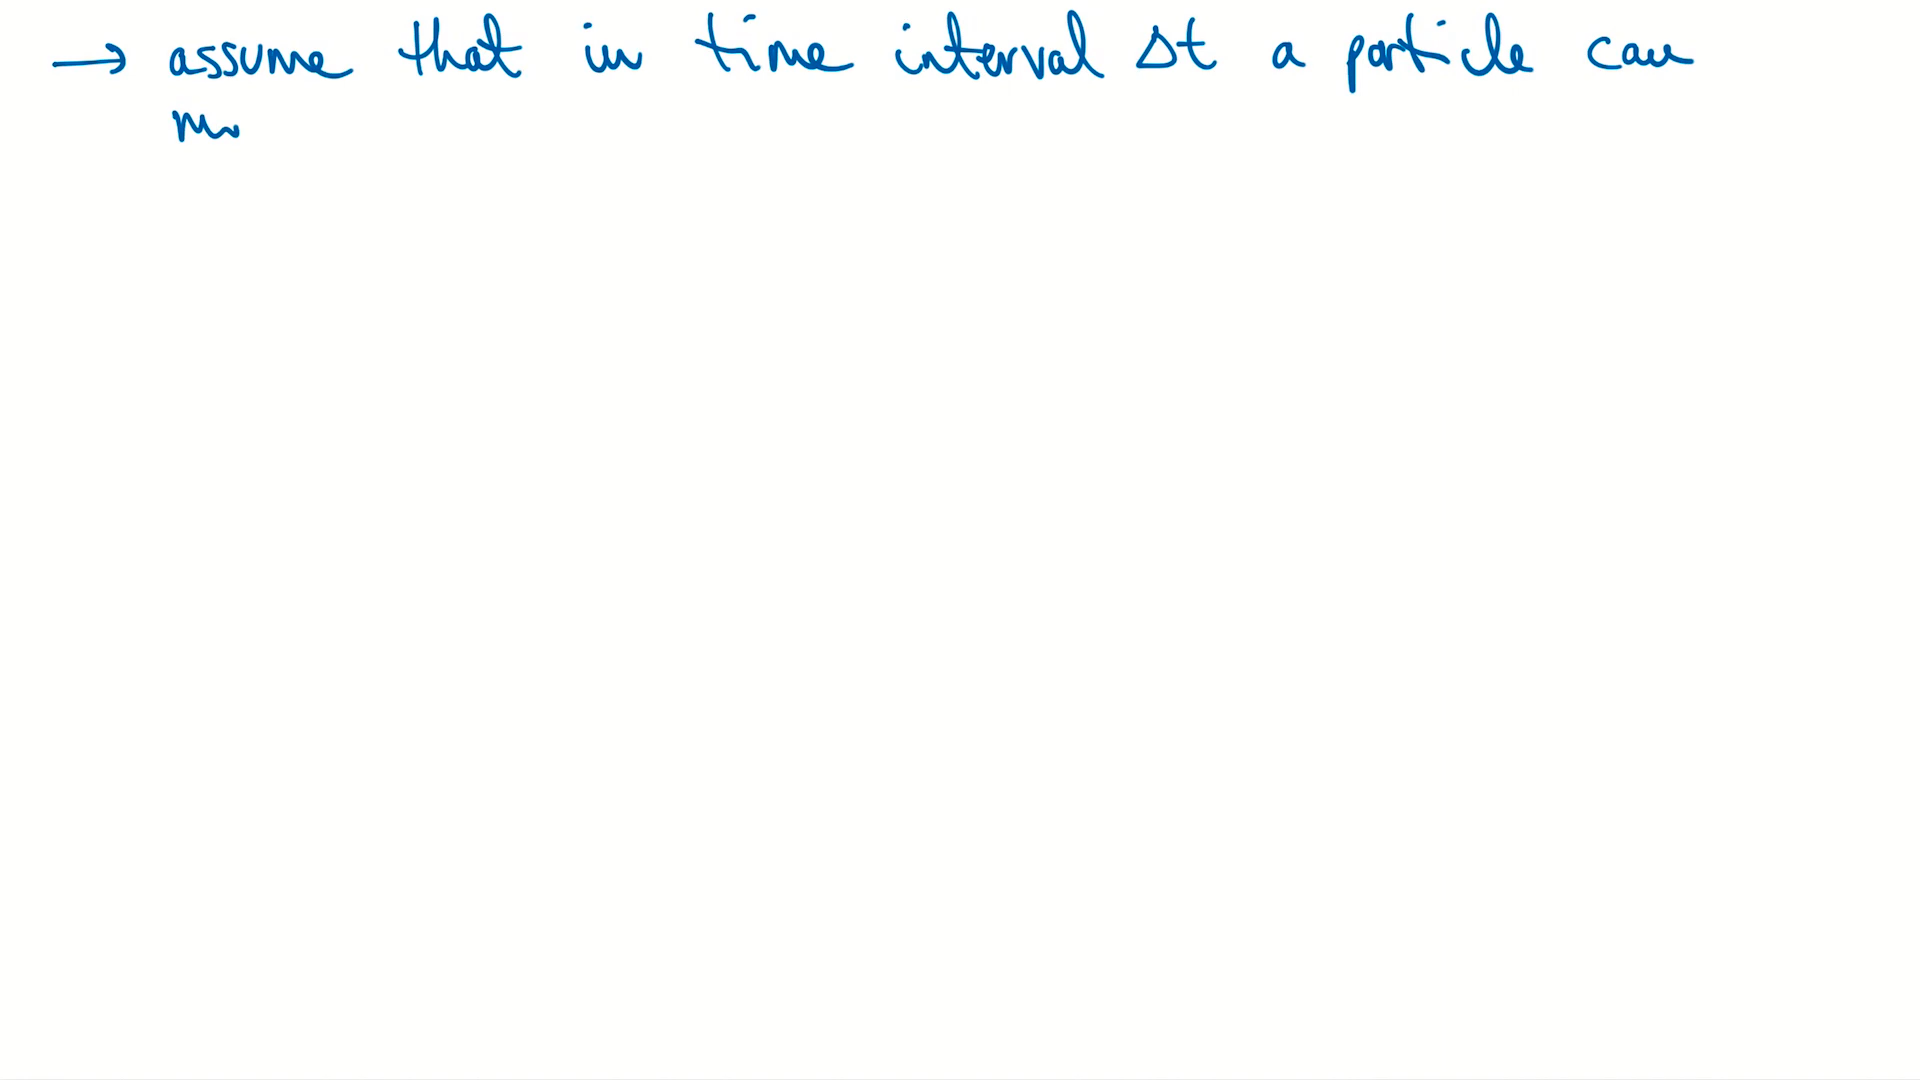 → assume that in time interval Δt a particle can